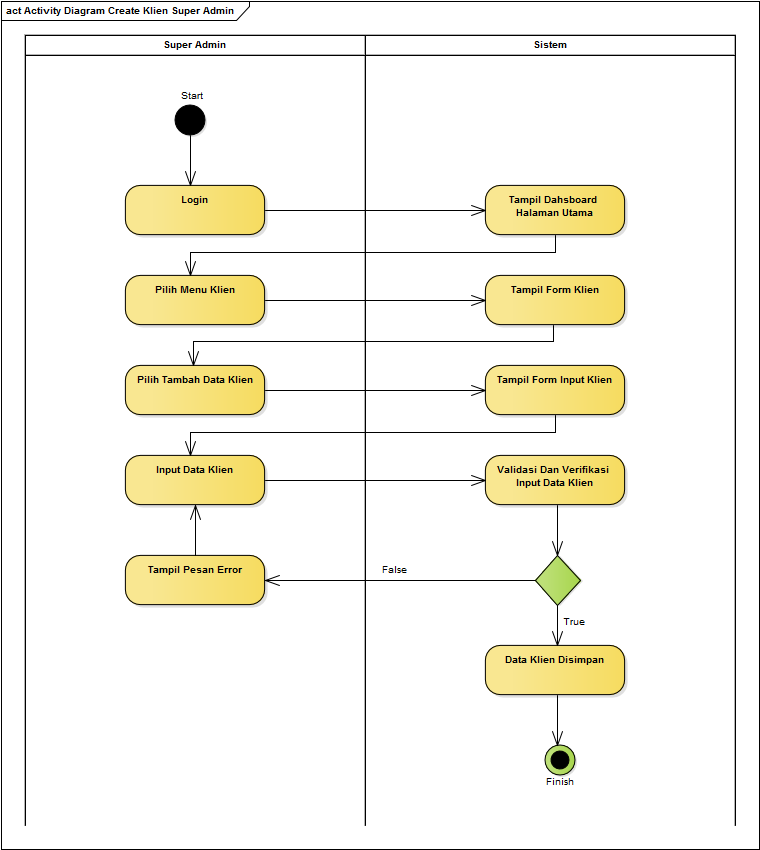 act Activity Diagram Create Klien Super Admin
Super Admin
Sistem
Start
Login
Tampil Dahsboard
Halaman Utama
Pilih Menu Klien
Tampil Form Klien
Pilih Tambah Data Klien
Tampil Form Input Klien
Input Data Klien
Validasi Dan Verifikasi
Input Data Klien
Tampil Pesan Error
False
True
Data Klien Disimpan
Finish